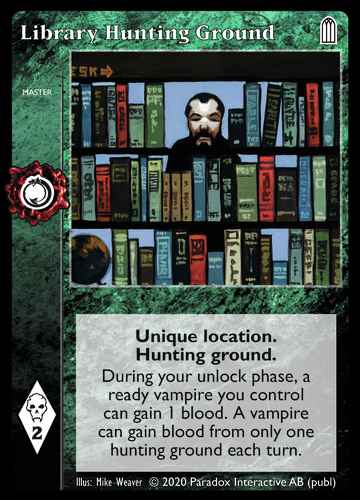 Library Hunting Ground
ESK
MASTER
Unique location.
Hunting ground.
During your unlock phase, a
ready vampire you control
can gain 1 blood. A vampire
can gain blood from only one
hunting ground each turn.
2
Illus: Mike Weaver © 2020 Paradox Interactive AB (publ)